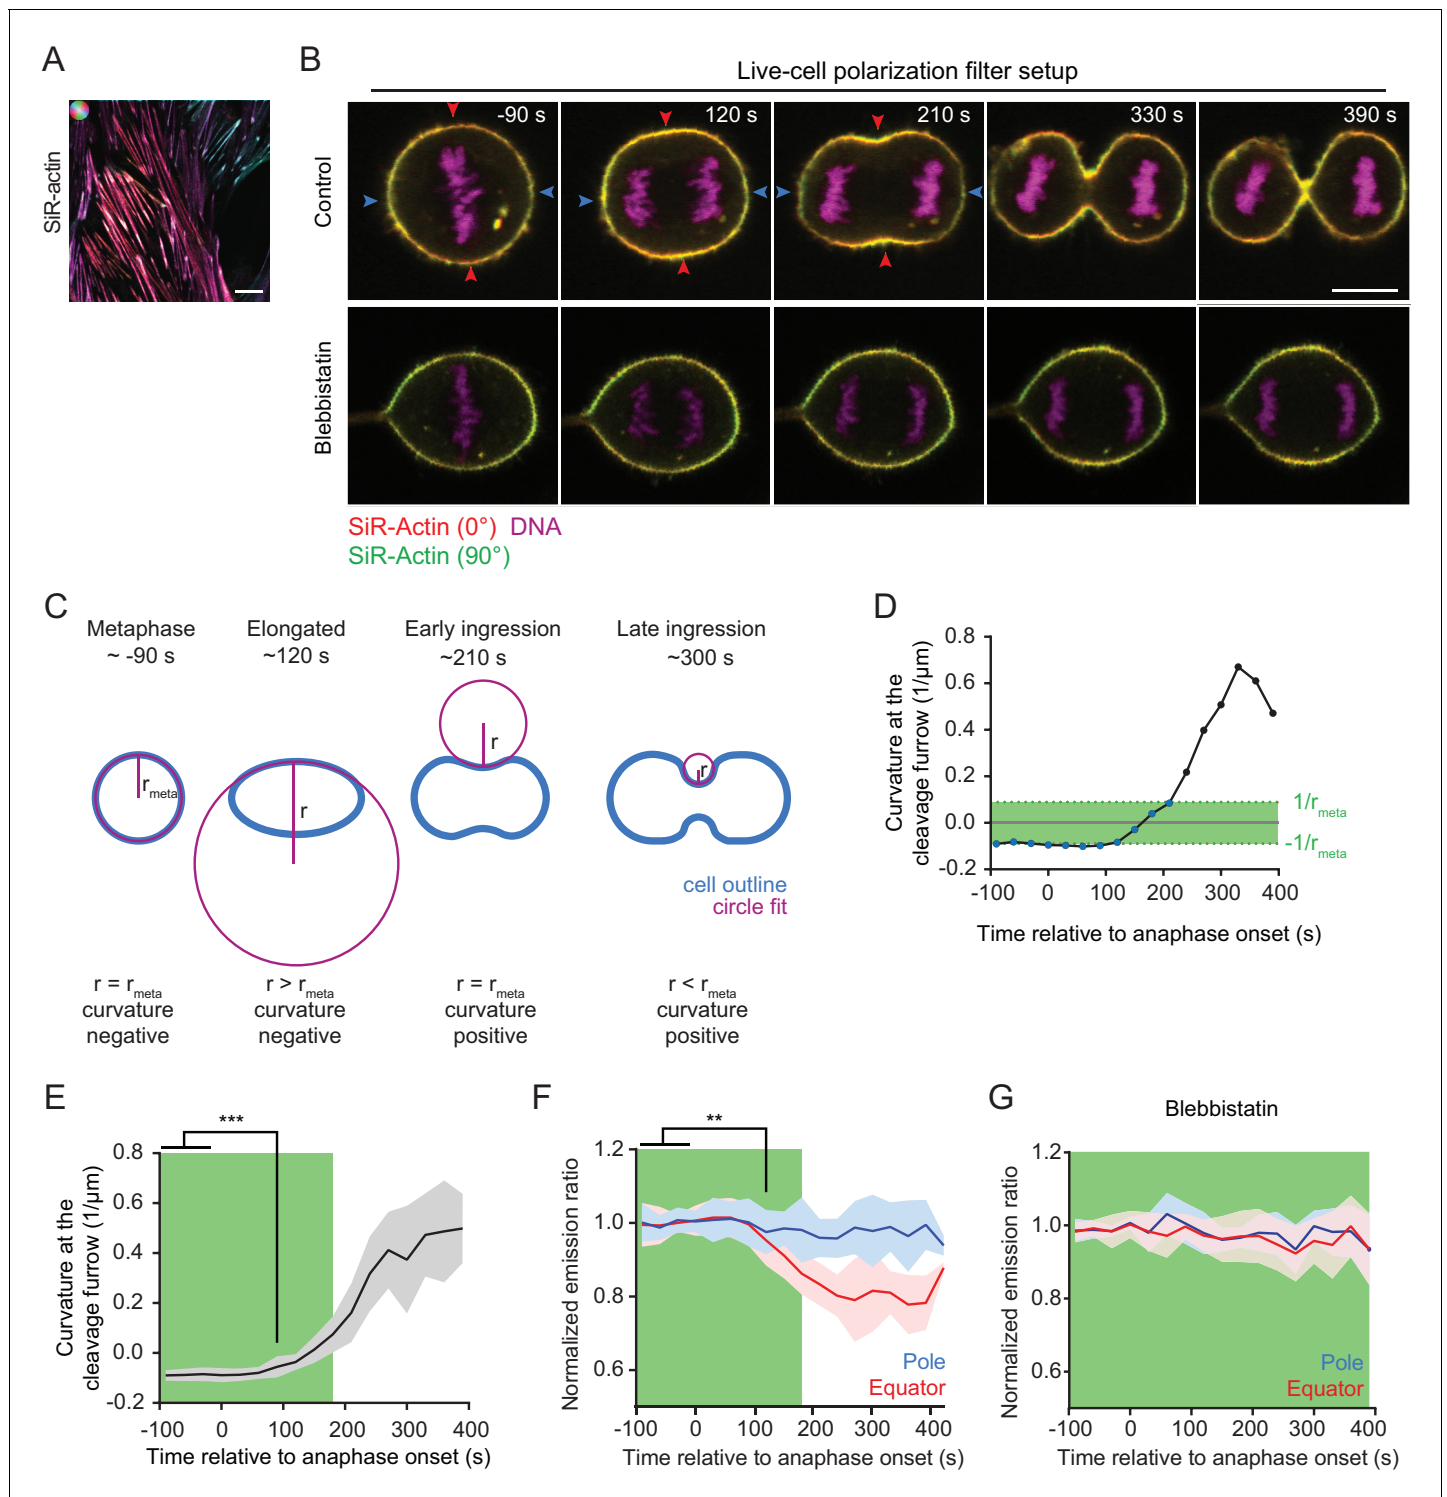 A
SiR-actin
B
Live-cell polarization filter setup
Control
-90 s
120 s
210 s
330 s
390 s
Blebbistatin
SiR-Actin (0°) DNA
SiR-Actin (90°)
C
Metaphase
~ -90 s
Elongated
~120 s
Early ingression
~210 s
Late ingression
~300 s
rmeta
r
r
r
cell outline
circle fit
r = rmeta
curvature
negative
r > rmeta
curvature
negative
r = rmeta
curvature
positive
r < rmeta
curvature
positive
D
Curvature at the
cleavage furrow (1/µm)
0.8
0.6
0.4
0.2
0.0
-0.2
1/rmeta
-1/rmeta
-100 0 100 200 300 400
Time relative to anaphase onset (s)
E
***
Curvature at the
cleavage furrow (1/µm)
0.8
0.6
0.4
0.2
0.0
-0.2
-100 0 100 200 300 400
Time relative to anaphase onset (s)
F
**
Normalized emission ratio
1.2
1.0
0.8
0.6
Pole
Equator
-100 0 100 200 300 400
Time relative to anaphase onset (s)
G
Blebbistatin
Normalized emission ratio
1.2
1.0
0.8
0.6
Pole
Equator
-100 0 100 200 300 400
Time relative to anaphase onset (s)